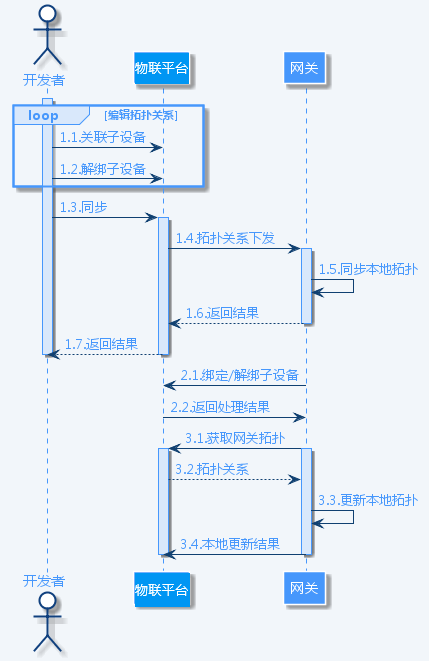 开发者
物联平台
网关
loop
[编辑拓扑关系]
1.1.关联子设备
1.2.解绑子设备
1.3.同步
1.4.拓扑关系下发
1.5.同步本地拓扑
1.6.返回结果
1.7.返回结果
2.1.绑定/解绑子设备
2.2.返回处理结果
3.1.获取网关拓扑
3.2.拓扑关系
3.3.更新本地拓扑
3.4.本地更新结果
开发者
物联平台
网关